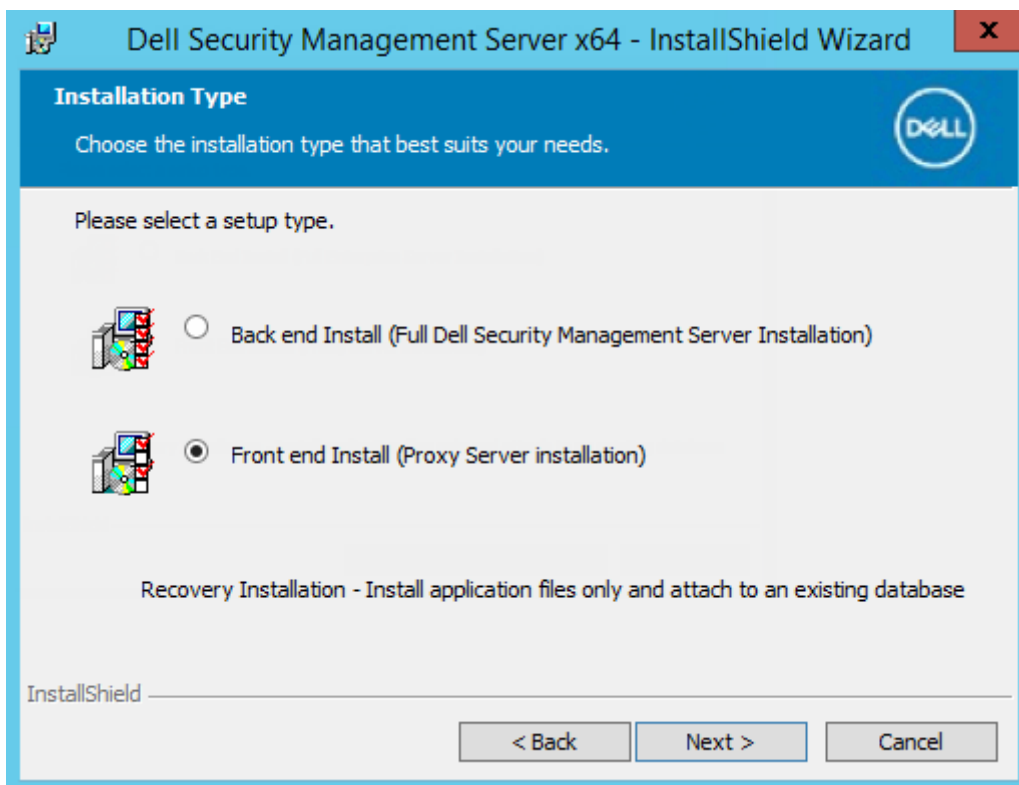 Dell Security Management Server x64 - InstallShield Wizard
x
Installation Type
Choose the installation type that best suits your needs.
DELL
Please select a setup type.
Back end Install (Full Dell Security Management Server Installation)
Front end Install (Proxy Server installation)
Recovery Installation - Install application files only and attach to an existing database
InstallShield
< Back
Next >
Cancel